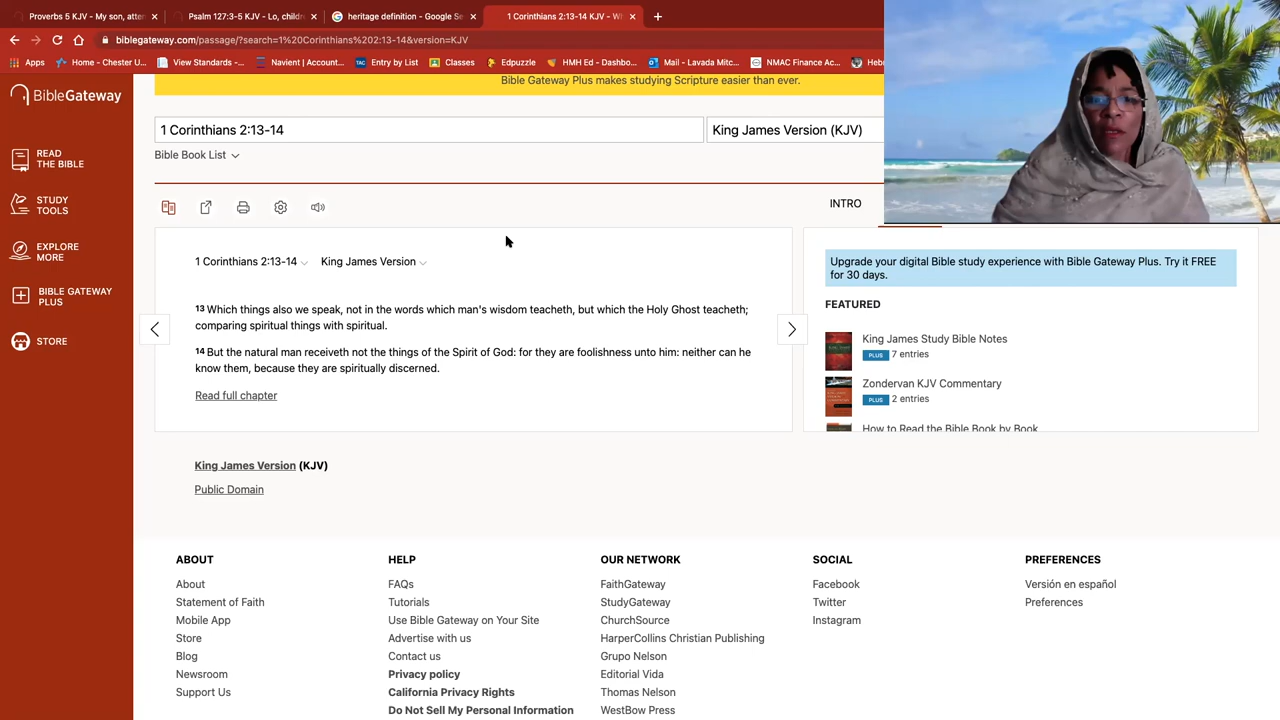 Proverbs 5 KJV - My son, atten
Psalm 127:3-5 KJV - Lo, childr
heritage definition - Google Se
1 Corinthians 2:13-14 KJV - W
biblegateway.com/passage/?search=1%20Corinthians%202:13-14&version=KJV
Apps
Home - Chester U...
View Standards -...
Navient | Account...
TAC Entry by List
Classes
Edpuzzle
HMH Ed - Dashbo...
Mail - Lavada Mitc...
NMAC Finance Ac...
Heb
BibleGateway
Bible Gateway Plus makes studying Scripture easier than ever.
1 Corinthians 2:13-14
King James Version (KJV)
Bible Book List
READ
THE BIBLE
STUDY
TOOLS
EXPLORE
MORE
BIBLE GATEWAY
PLUS
STORE
INTRO
1 Corinthians 2:13-14 King James Version
13 Which things also we speak, not in the words which man's wisdom teacheth, but which the Holy Ghost teacheth;
comparing spiritual things with spiritual.
14 But the natural man receiveth not the things of the Spirit of God: for they are foolishness unto him: neither can he
know them, because they are spiritually discerned.
Read full chapter
Upgrade your digital Bible study experience with Bible Gateway Plus. Try it FREE
for 30 days.
FEATURED
King James Study Bible Notes
PLUS 7 entries
Zondervan KJV Commentary
PLUS 2 entries
How to Read the Bible Book by Book
King James Version (KJV)
Public Domain
ABOUT
About
Statement of Faith
Mobile App
Store
Blog
Newsroom
Support Us
HELP
FAQs
Tutorials
Use Bible Gateway on Your Site
Advertise with us
Contact us
Privacy policy
California Privacy Rights
Do Not Sell My Personal Information
OUR NETWORK
FaithGateway
StudyGateway
ChurchSource
HarperCollins Christian Publishing
Grupo Nelson
Editorial Vida
Thomas Nelson
WestBow Press
SOCIAL
Facebook
Twitter
Instagram
PREFERENCES
Versión en español
Preferences